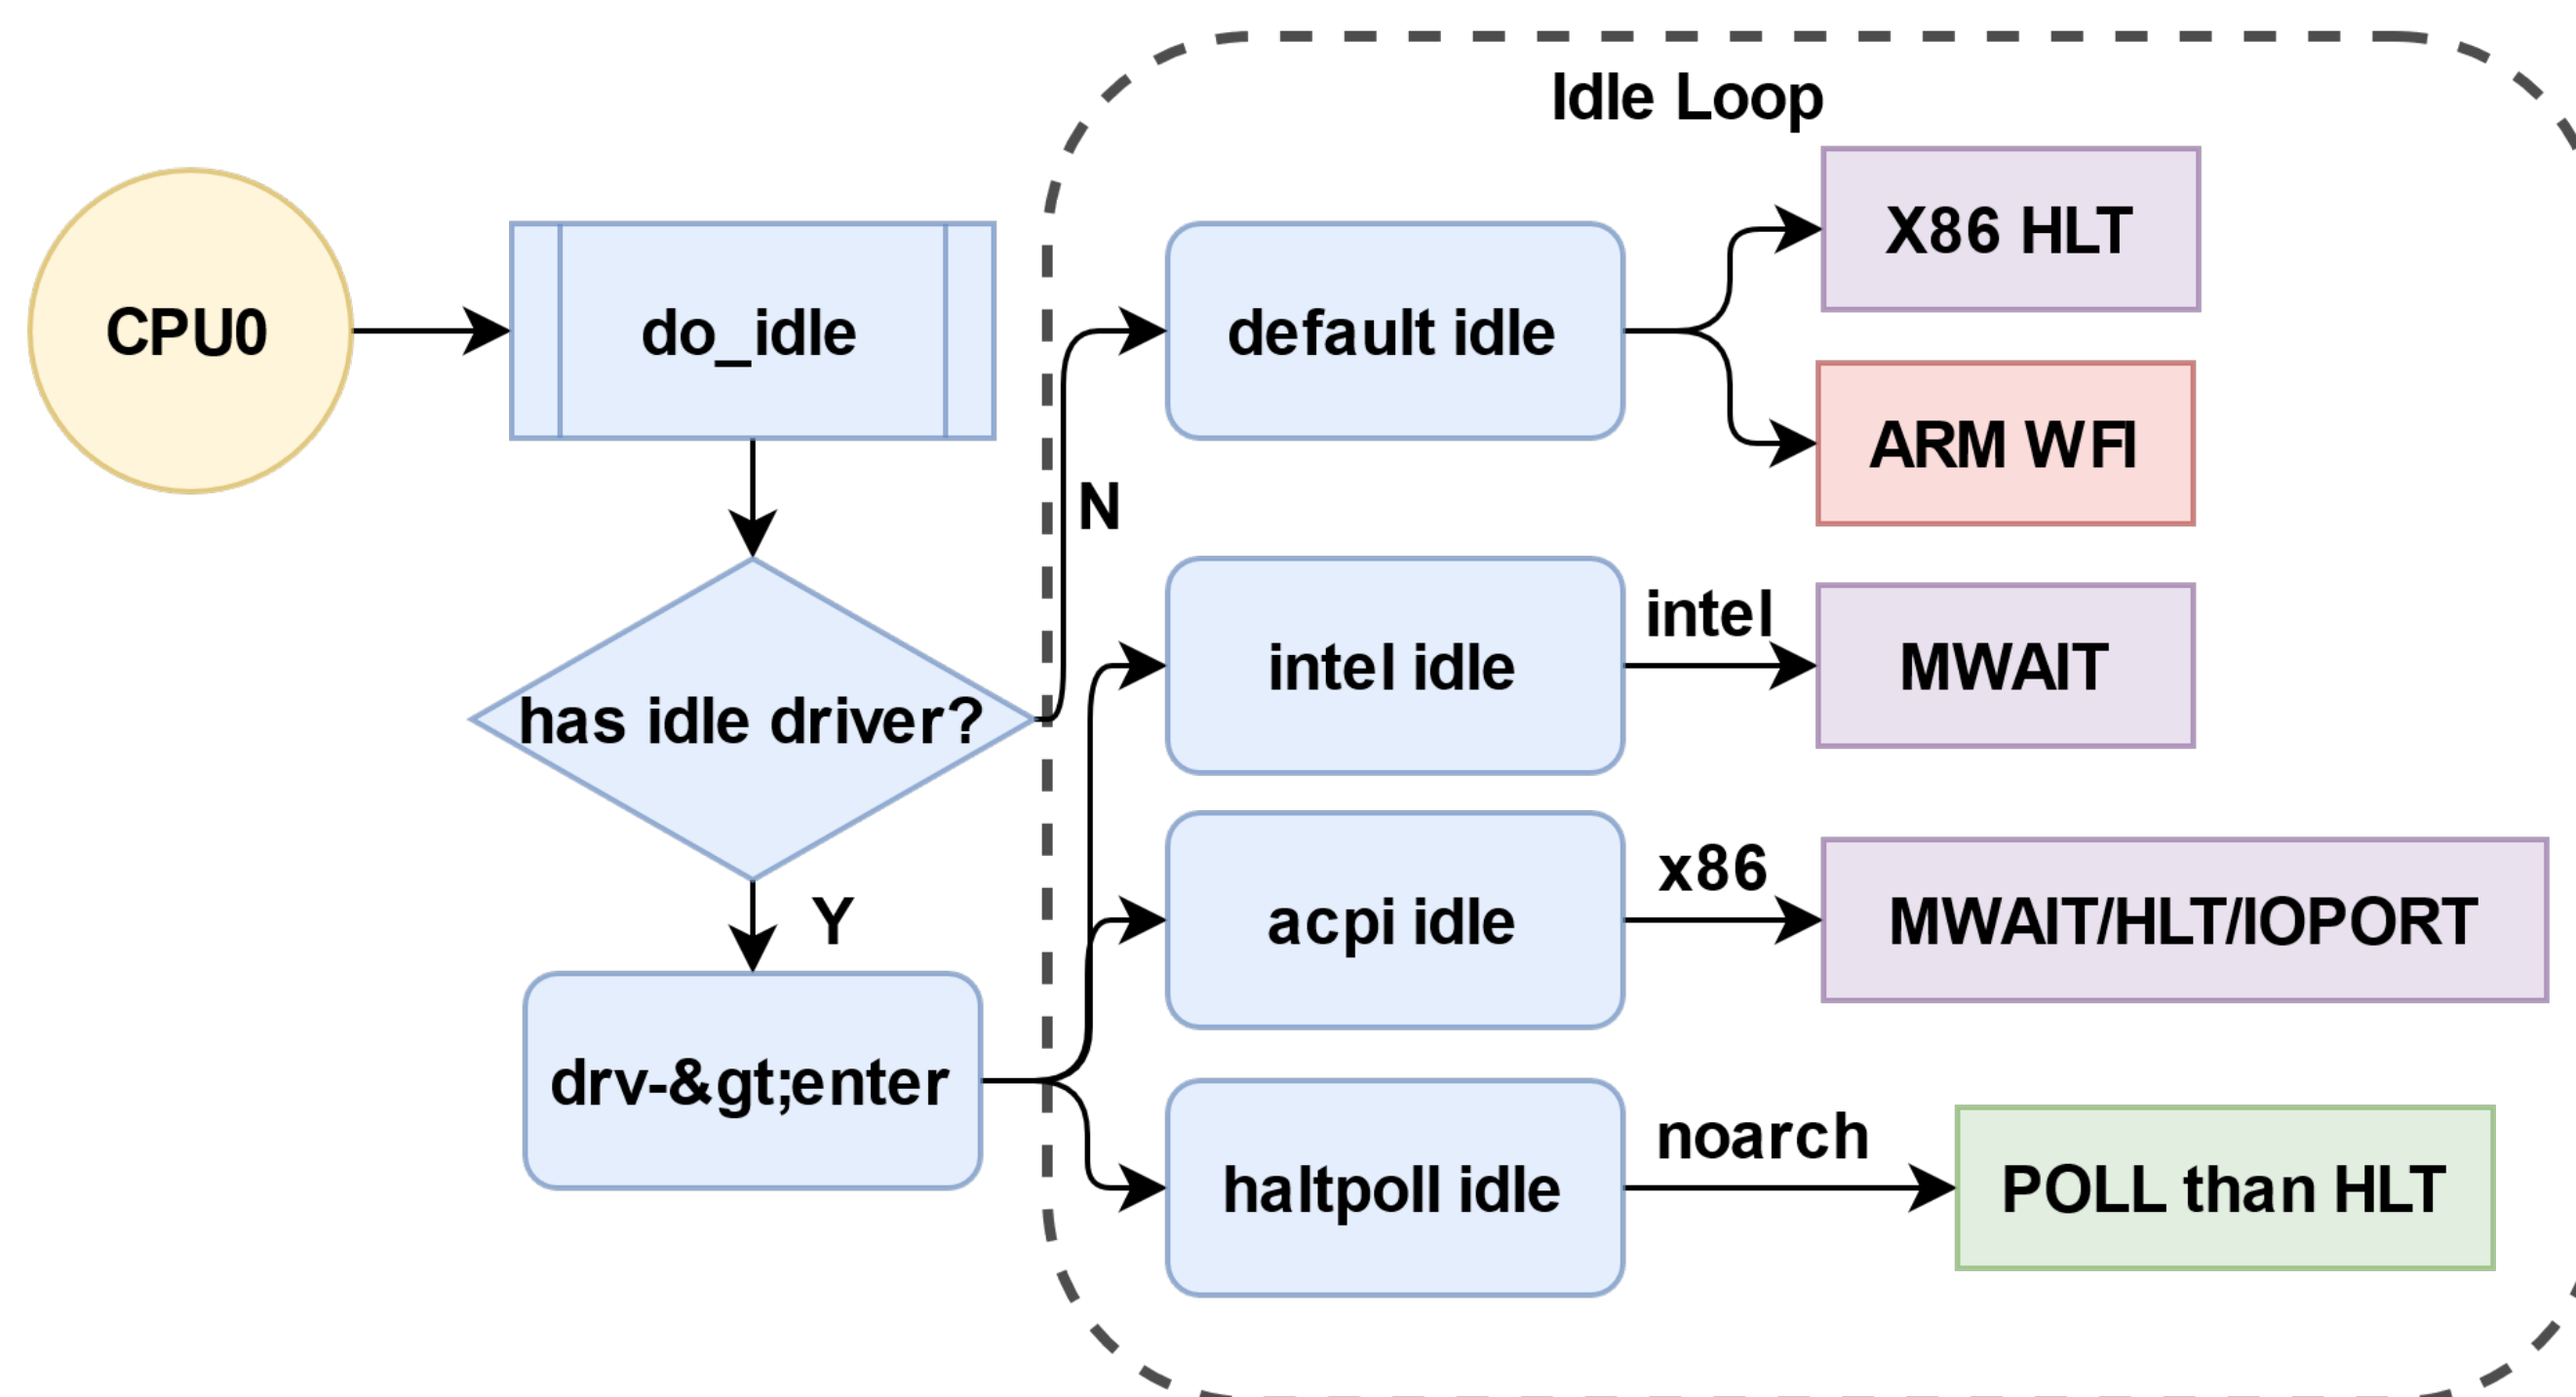 Idle Loop
CPU0
do_idle
default idle
X86 HLT
ARM WFI
N
has idle driver?
intel idle
intel
MWAIT
Y
acpi idle
x86
MWAIT/HLT/IOPORT
drv-&gt;enter
haltpoll idle
noarch
POLL than HLT